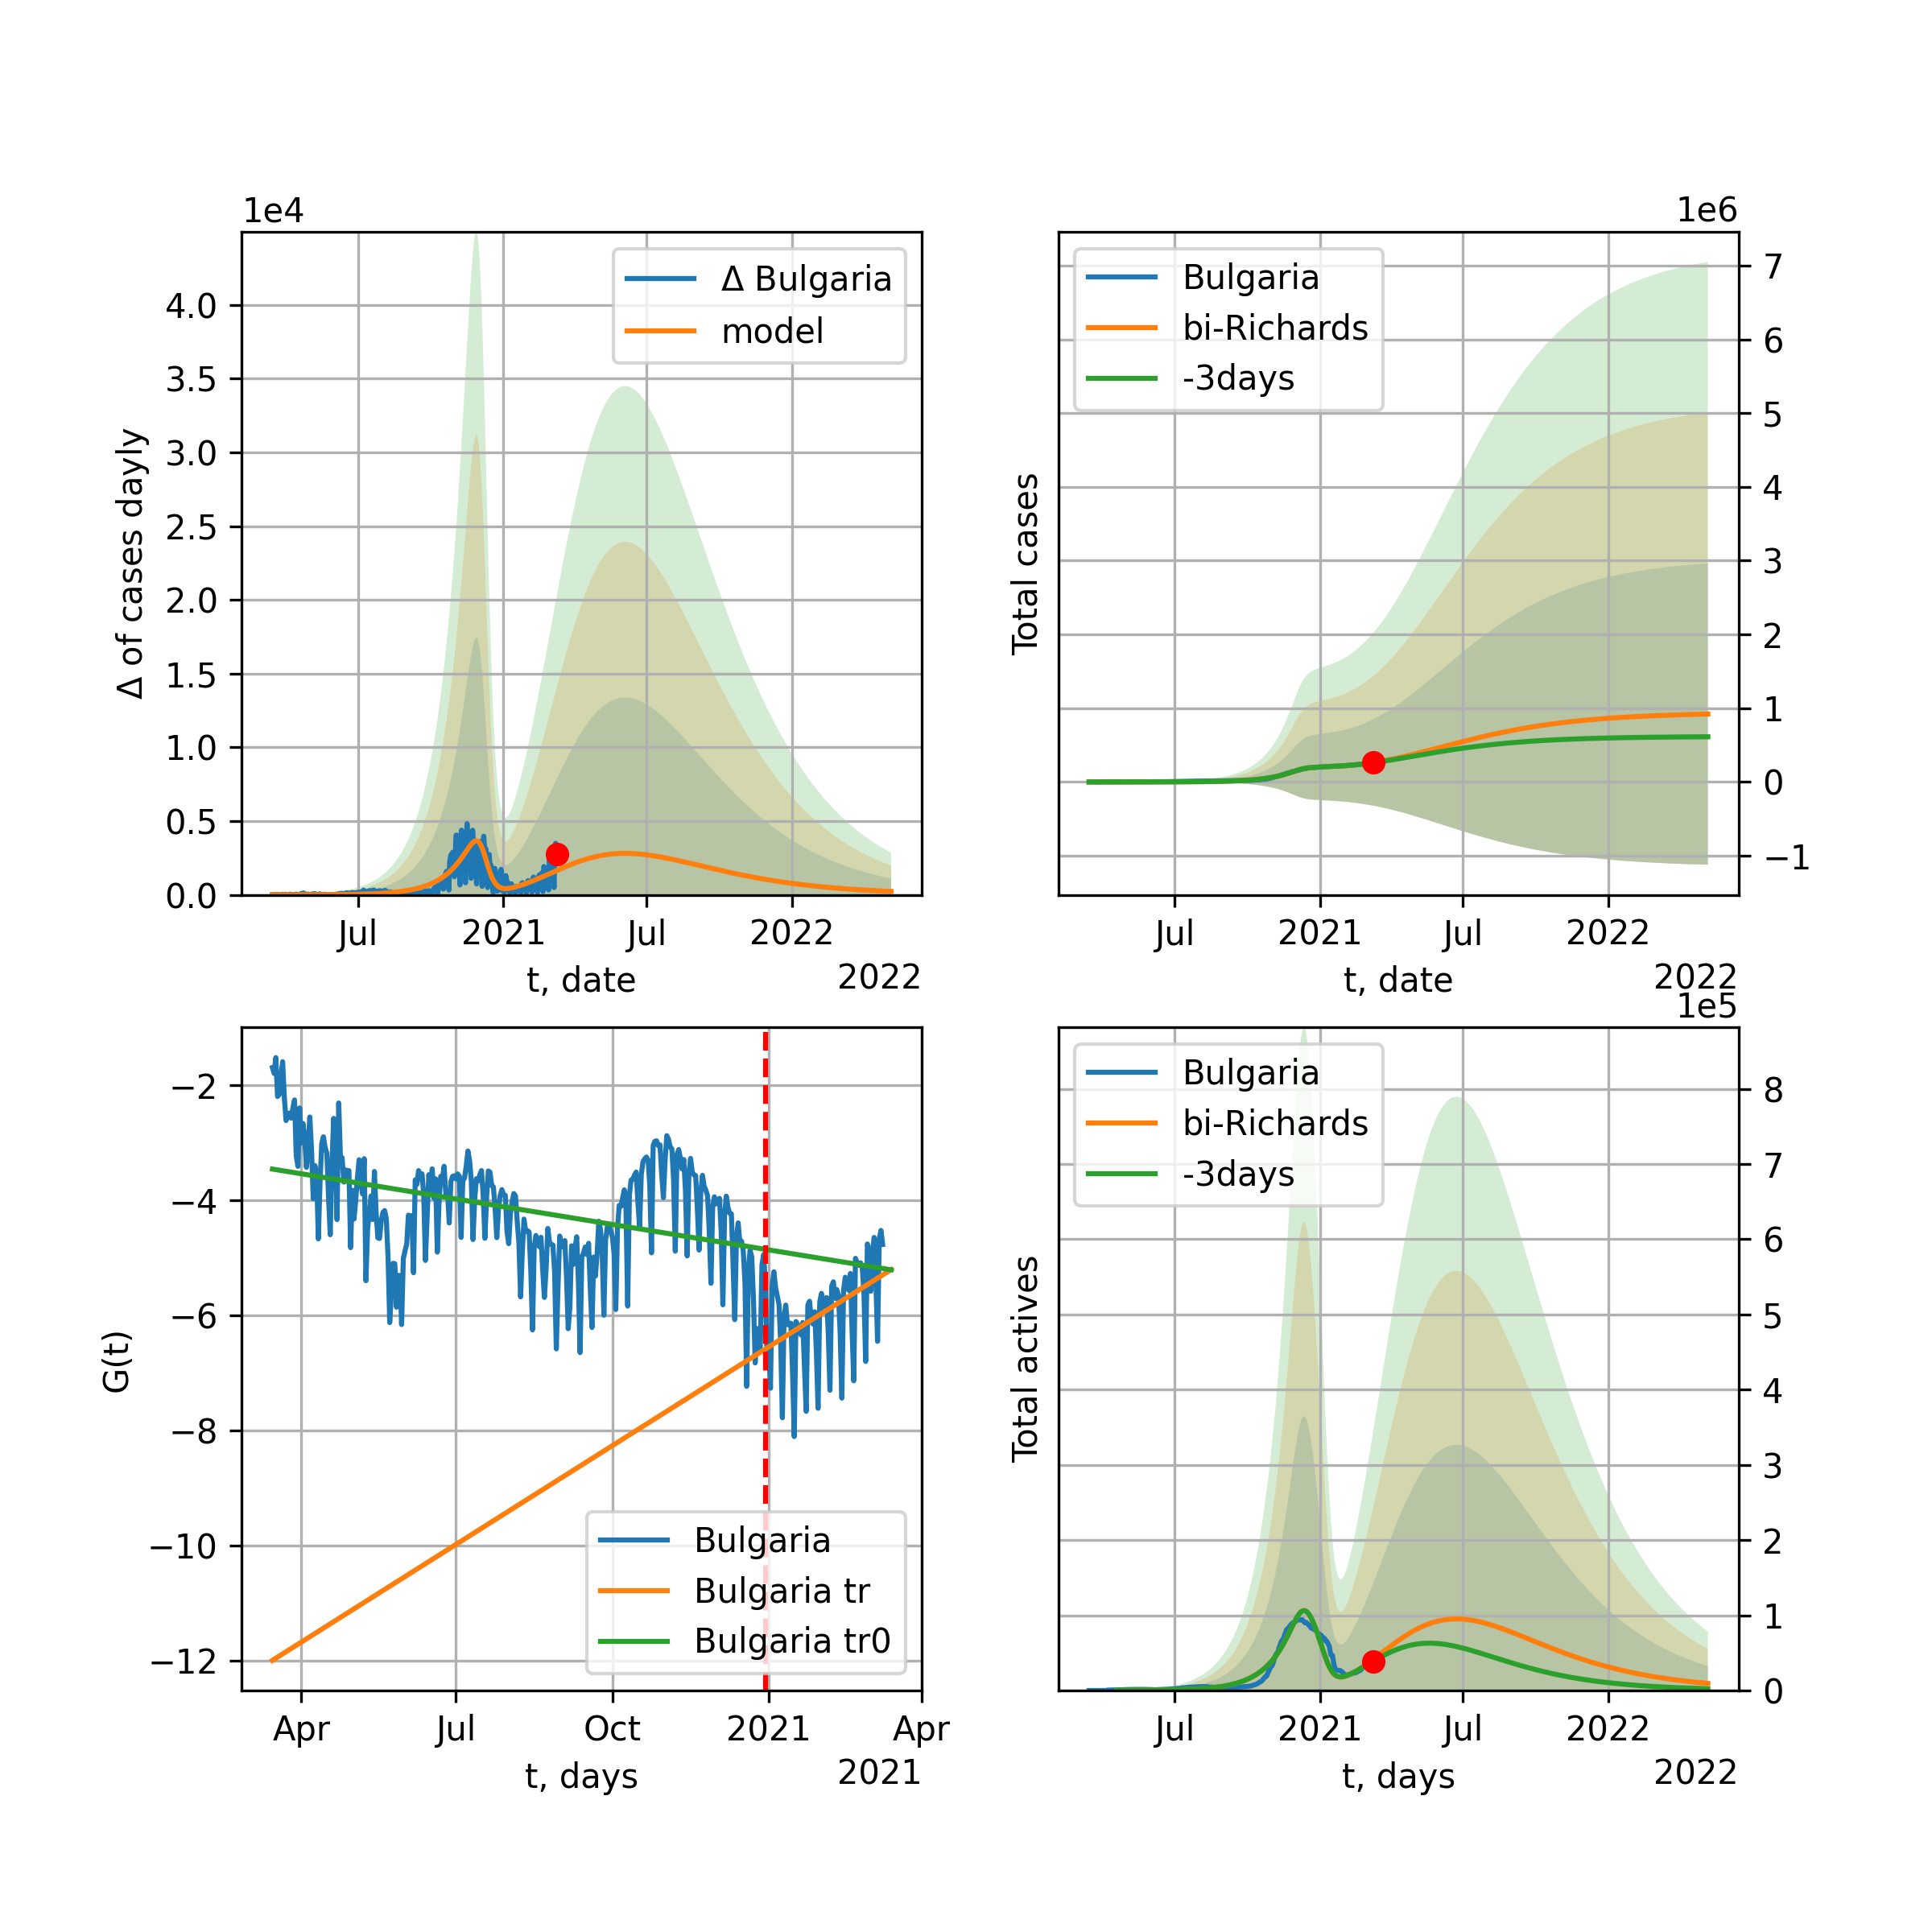 1e4
Δ of cases dayly
4.0
3.5
3.0
2.5
2.0
1.5
1.0
0.5
0.0
Δ Bulgaria
model
Jul 2021 Jul 2022
t, date
2022
1e6
Total cases
Bulgaria
bi-Richards
-3days
7
6
5
4
3
2
1
0
−1
Jul 2021 Jul 2022
t, date
2022
G(t)
−2
−4
−6
−8
−10
−12
Bulgaria
Bulgaria tr
Bulgaria tr0
Apr Jul Oct 2021 Apr
t, days
2021
1e5
Total actives
Bulgaria
bi-Richards
-3days
8
7
6
5
4
3
2
1
0
Jul 2021 Jul 2022
t, days
2022